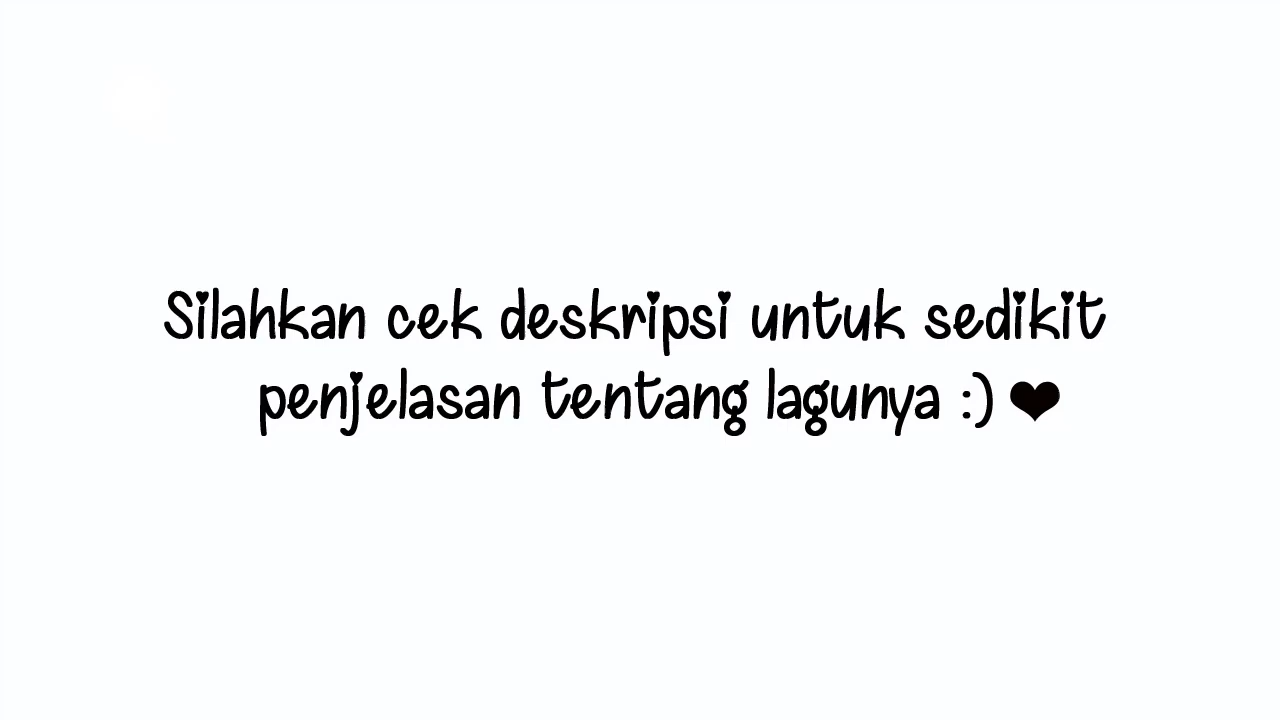 Silahkan cek deskripsi untuk sedikit
penjelasan tentang lagunya :) ❤